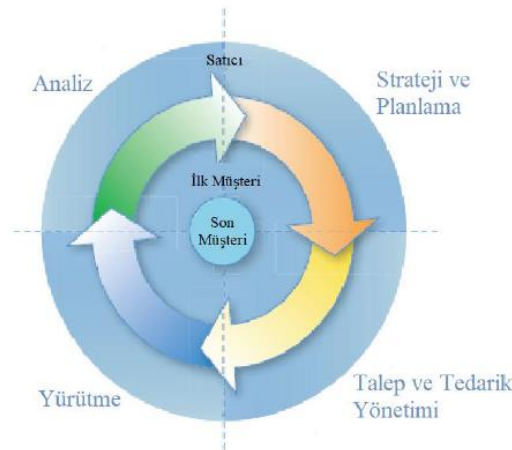 Analiz
Satıcı
Strateji ve
Planlama
İlk Müşteri
Son
Müşteri
Yürütme
Talep ve Tedarik
Yönetimi